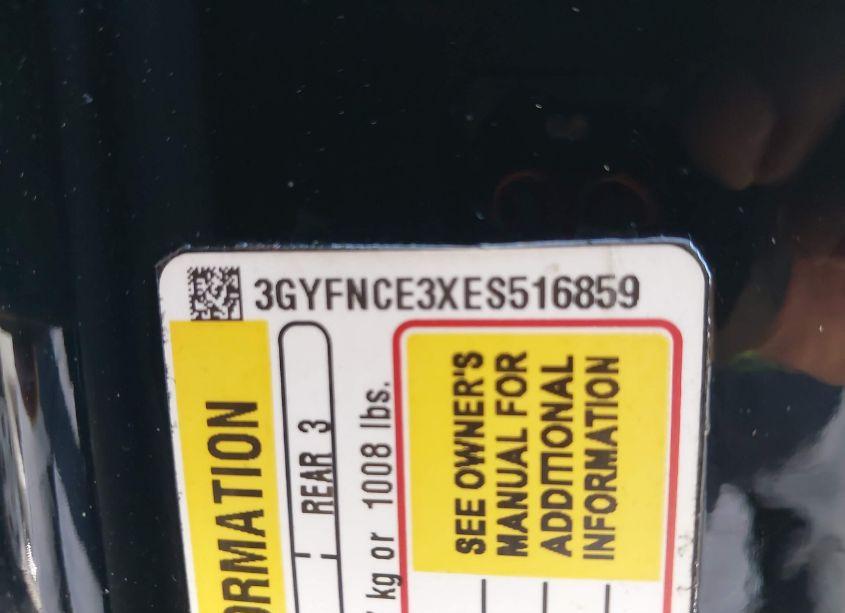 3GYFNCE3XES516859
ORMATION
REAR 3
kg or 1008 lbs.
SEE OWNER'S
MANUAL FOR
ADDITIONAL
INFORMATION